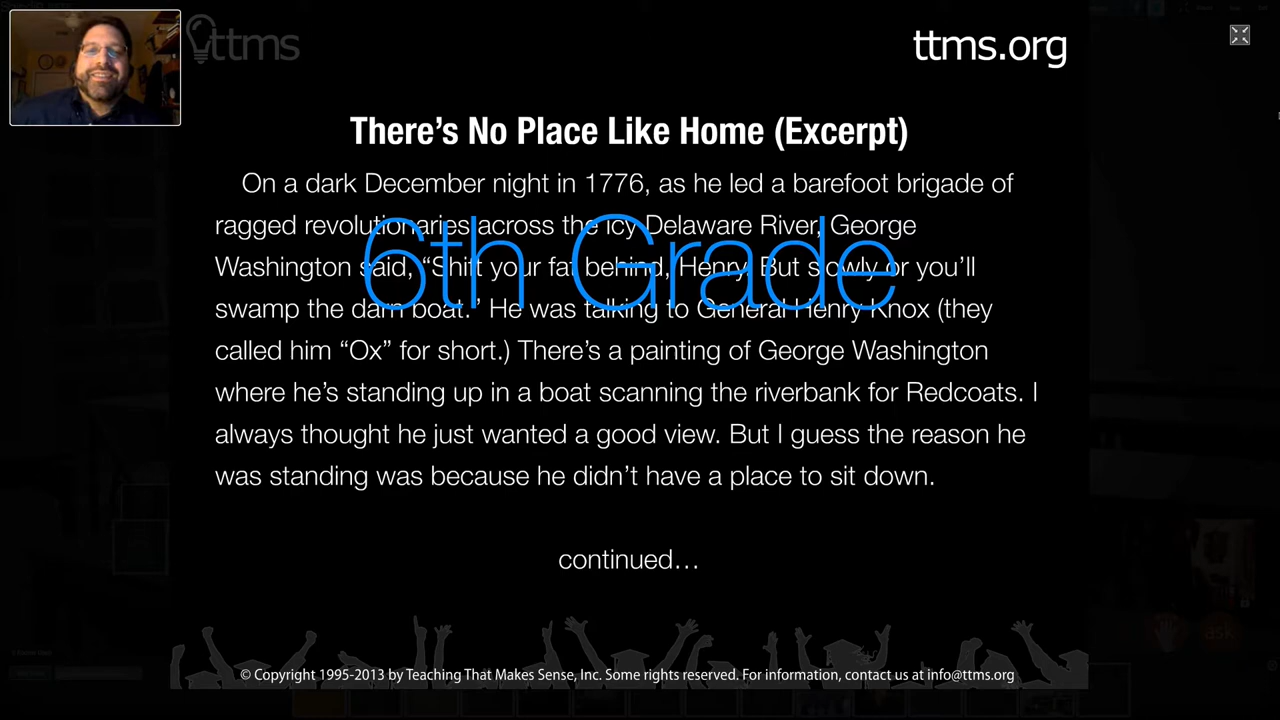 ttms
ttms.org
There's No Place Like Home (Excerpt)
On a dark December night in 1776, as he led a barefoot brigade of
ragged revolutionaries across the icy Delaware River, George
Washington said, “Shift your fat behind, Henry. But slowly or you’ll
swamp the darn boat.” He was talking to General Henry Knox (they
called him “Ox” for short.) There’s a painting of George Washington
where he’s standing up in a boat scanning the riverbank for Redcoats. I
always thought he just wanted a good view. But I guess the reason he
was standing was because he didn’t have a place to sit down.
6th Grade
continued…
ask
© Copyright 1995-2013 by Teaching That Makes Sense, Inc. Some rights reserved. For information, contact us at info@ttms.org